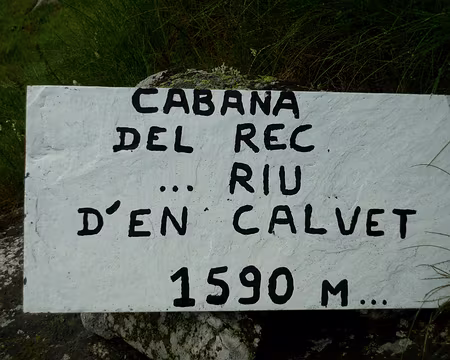 CABANA
DEL REC
... RIU
D'EN CALVET
1590 M...